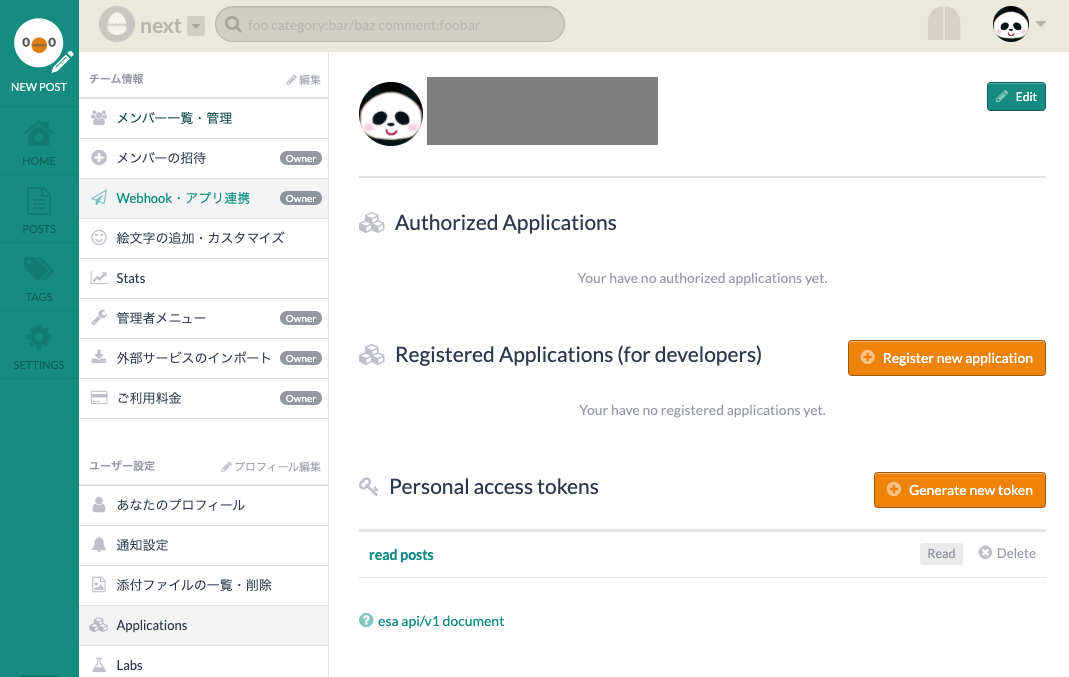 next
foo category:bar/baz comment:foobar
NEW POST
HOME
POSTS
TAGS
SETTINGS
チーム情報 編集
メンバー一覧・管理
メンバーの招待 Owner
Webhook・アプリ連携 Owner
絵文字の追加・カスタマイズ
Stats
管理者メニュー Owner
外部サービスのインポート Owner
ご利用料金 Owner
ユーザー設定 プロフィール編集
あなたのプロフィール
通知設定
添付ファイルの一覧・削除
Applications
Labs
Edit
Authorized Applications
Your have no authorized applications yet.
Registered Applications (for developers) Register new application
Your have no registered applications yet.
Personal access tokens Generate new token
read posts Read Delete
esa api/v1 document